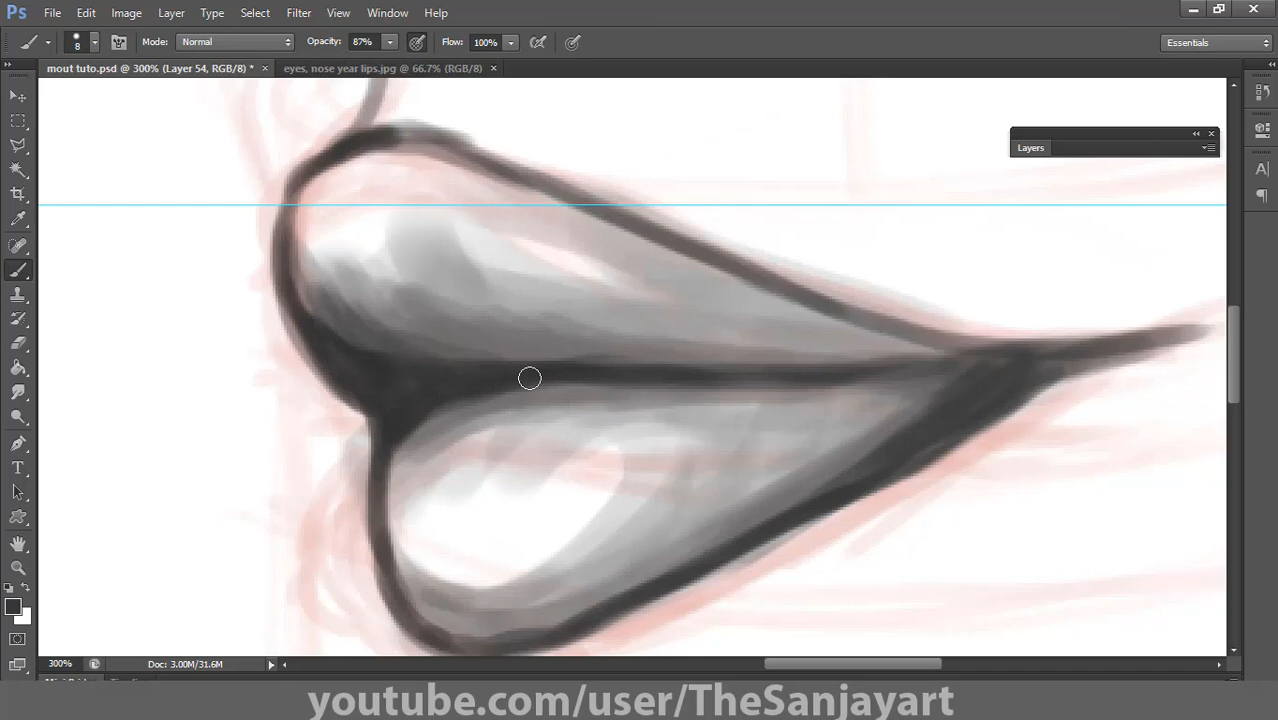 Ps File Edit Image Layer Type Select Filter View Window Help
8 Mode: Normal Opacity: 87% Flow: 100% Essentials
mout tuto.psd @ 300% (Layer 54, RGB/8) * × eyes, nose year lips.jpg @ 66.7% (RGB/8) ×
Layers
300% Doc: 3.00M/31.6M
youtube.com/user/TheSanjayart